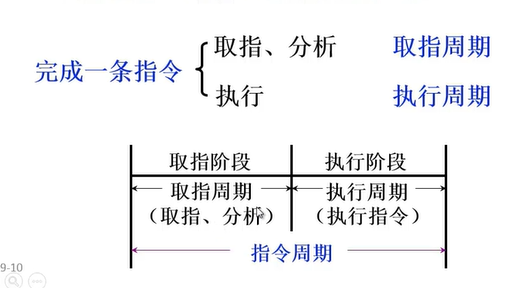 取指、分析 取指周期
完成一条指令
执行 执行周期
取指阶段 执行阶段
取指周期 执行周期
（取指、分析） （执行指令）
指令周期
9-10